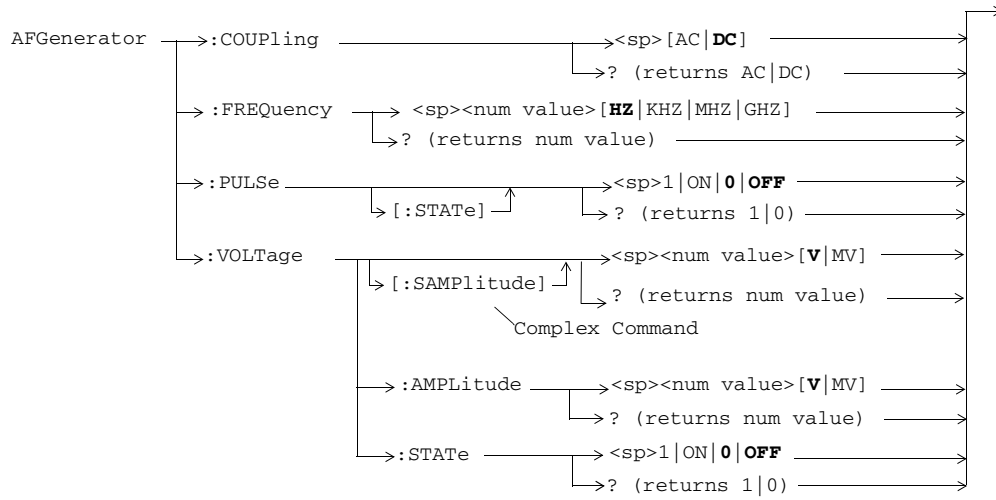 AFGenerator :COUPling <sp>[AC|DC]
? (returns AC|DC)
:FREQuency <sp><num value>[HZ|KHZ|MHZ|GHZ]
? (returns num value)
:PULSe <sp>1|ON|0|OFF
[:STATe] ? (returns 1|0)
:VOLTage <sp><num value>[V|MV]
[:SAMPlitude] ? (returns num value)
Complex Command
:AMPLitude <sp><num value>[V|MV]
? (returns num value)
:STATe <sp>1|ON|0|OFF
? (returns 1|0)